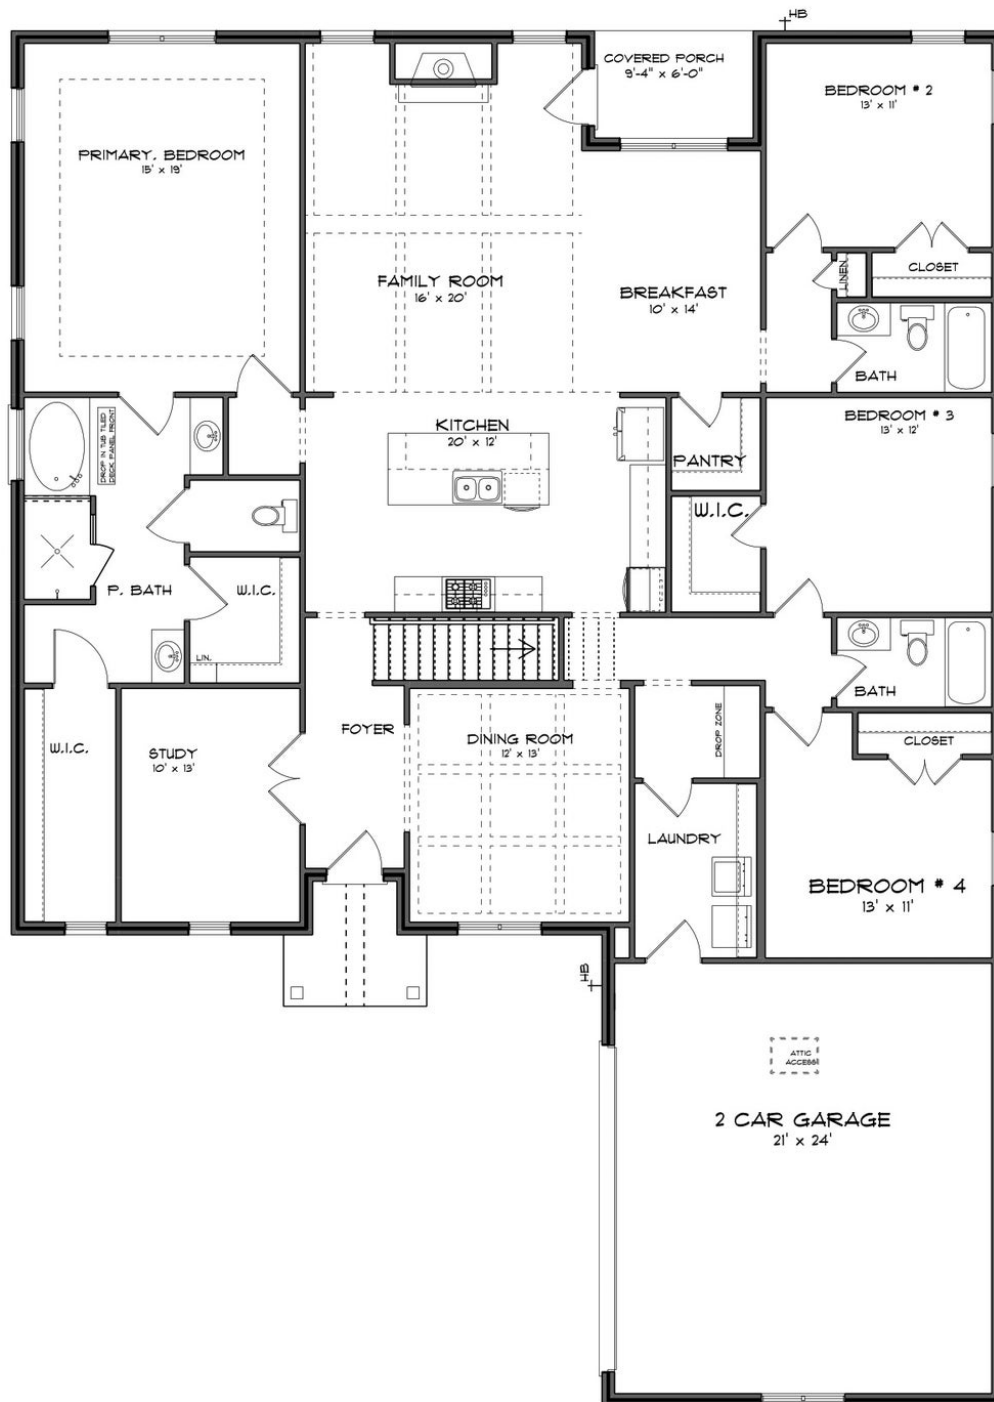 HB
COVERED PORCH
9'-4" x 6'-0"
BEDROOM # 2
13' x 11'
PRIMARY. BEDROOM
15' x 19'
FAMILY ROOM
16' x 20'
BREAKFAST
10' x 14'
LINEN
CLOSET
BATH
DROP IN TUB TILED
DECK, PANEL FRONT
KITCHEN
20' x 12'
PANTRY
BEDROOM # 3
13' x 12'
W.I.C.
P. BATH
W.I.C.
LIN.
BATH
W.I.C.
STUDY
10' x 13'
FOYER
DINING ROOM
12' x 13'
DROP ZONE
CLOSET
LAUNDRY
BEDROOM # 4
13' x 11'
HB
ATTIC
ACCESS
2 CAR GARAGE
21' x 24'